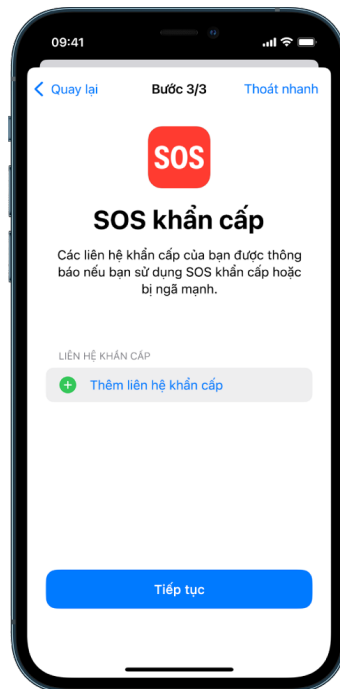 09:41
Quay lại Bước 3/3 Thoát nhanh
SOS
SOS khẩn cấp
Các liên hệ khẩn cấp của bạn được thông
báo nếu bạn sử dụng SOS khẩn cấp hoặc
bị ngã mạnh.
LIÊN HỆ KHẨN CẤP
Thêm liên hệ khẩn cấp
Tiếp tục